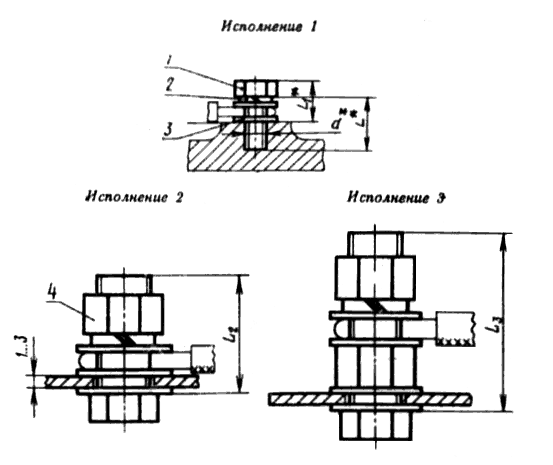 Исполнение 1
1
2
3
L₁*
d
L**
Исполнение 2
Исполнение 3
4
1...3
L₂
L₃